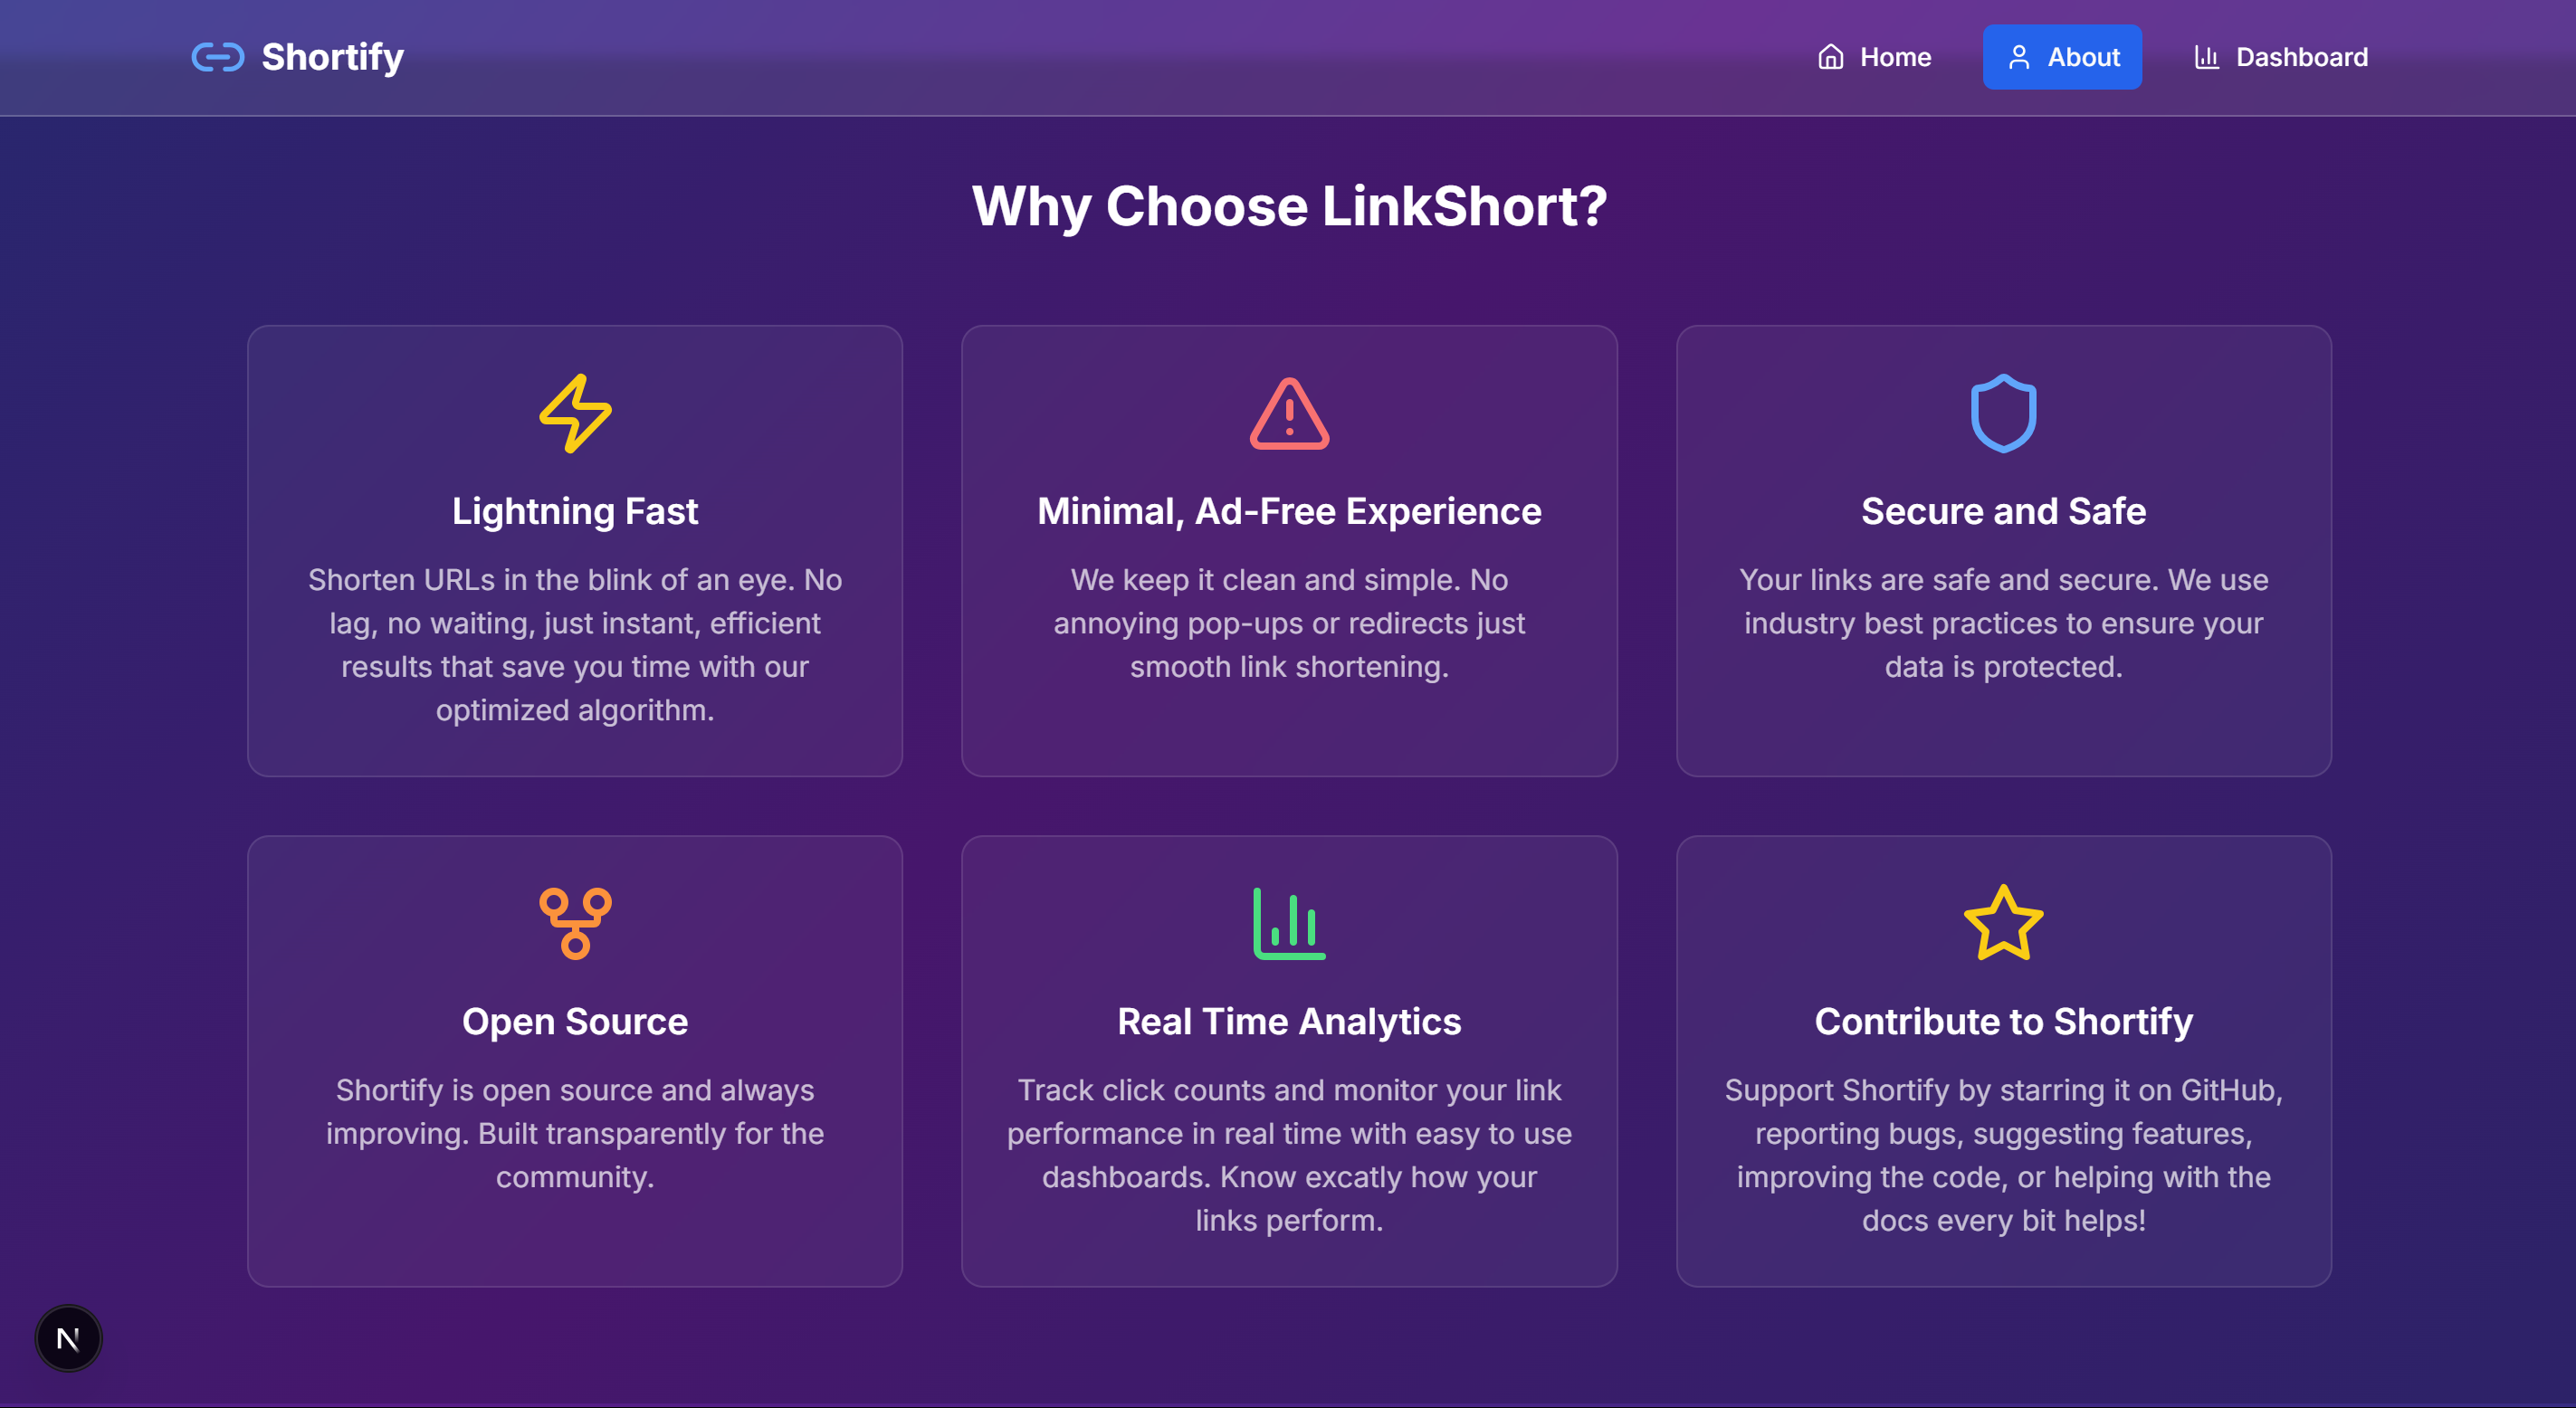 Shortify
Home
About
Dashboard
Why Choose LinkShort?
Lightning Fast
Shorten URLs in the blink of an eye. No
lag, no waiting, just instant, efficient
results that save you time with our
optimized algorithm.
Minimal, Ad-Free Experience
We keep it clean and simple. No
annoying pop-ups or redirects just
smooth link shortening.
Secure and Safe
Your links are safe and secure. We use
industry best practices to ensure your
data is protected.
Open Source
Shortify is open source and always
improving. Built transparently for the
community.
Real Time Analytics
Track click counts and monitor your link
performance in real time with easy to use
dashboards. Know excatly how your
links perform.
Contribute to Shortify
Support Shortify by starring it on GitHub,
reporting bugs, suggesting features,
improving the code, or helping with the
docs every bit helps!
N